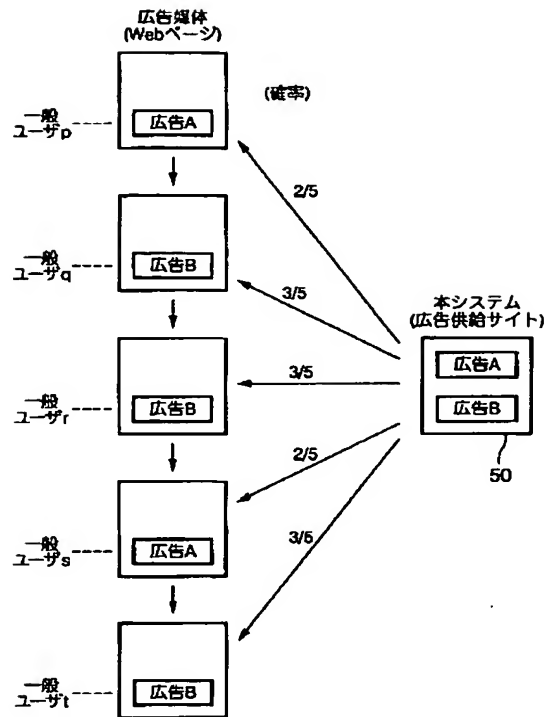 広告媒体
(Webページ)
(確率)
一般
ユーザp
広告A
2/5
一般
ユーザq
広告B
3/5
本システム
(広告供給サイト)
広告A
広告B
50
一般
ユーザr
広告B
3/5
一般
ユーザs
広告A
2/5
3/5
一般
ユーザt
広告B